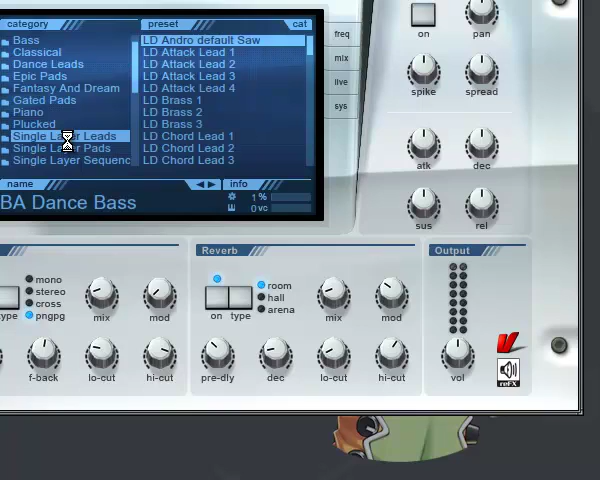 category preset cat
Bass LD Andro default Saw
Classical LD Attack Lead 1
Dance Leads LD Attack Lead 2
Epic Pads LD Attack Lead 3
Fantasy And Dream LD Attack Lead 4
Gated Pads LD Brass 1
Piano LD Brass 2
Plucked LD Brass 3
Single Layer Leads LD Chord Lead 1
Single Layer Pads LD Chord Lead 2
Single Layer Sequenc LD Chord Lead 3
name info
BA Dance Bass
1 %
0 vc
freq
mix
live
sys
on pan
spike spread
atk dec
sus rel
mono
stereo
cross
pngpg
type mix mod
f-back lo-cut hi-cut
Reverb
room
hall
arena
on type mix mod
pre-dly dec lo-cut hi-cut
Output
vol
reFX